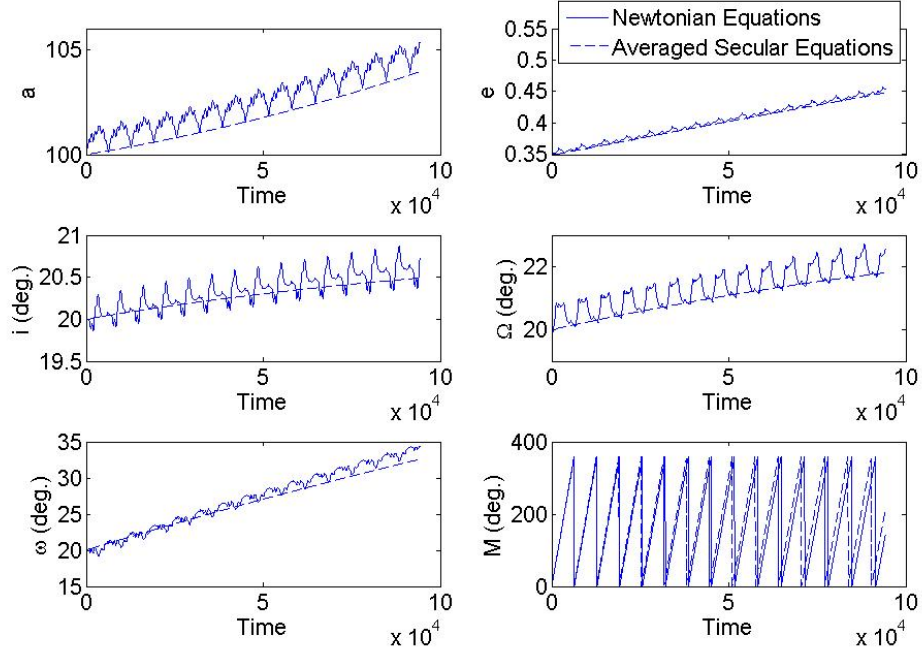 105
100
a
0
5
10
Time
x 10^4
0.55
0.5
0.45
0.4
0.35
e
0
5
10
Time
x 10^4
Newtonian Equations
Averaged Secular Equations
21
20.5
20
19.5
i (deg.)
0
5
10
Time
x 10^4
22
20
Ω (deg.)
0
5
10
Time
x 10^4
35
30
25
20
15
ω (deg.)
0
5
10
Time
x 10^4
400
200
0
M (deg.)
0
5
10
Time
x 10^4